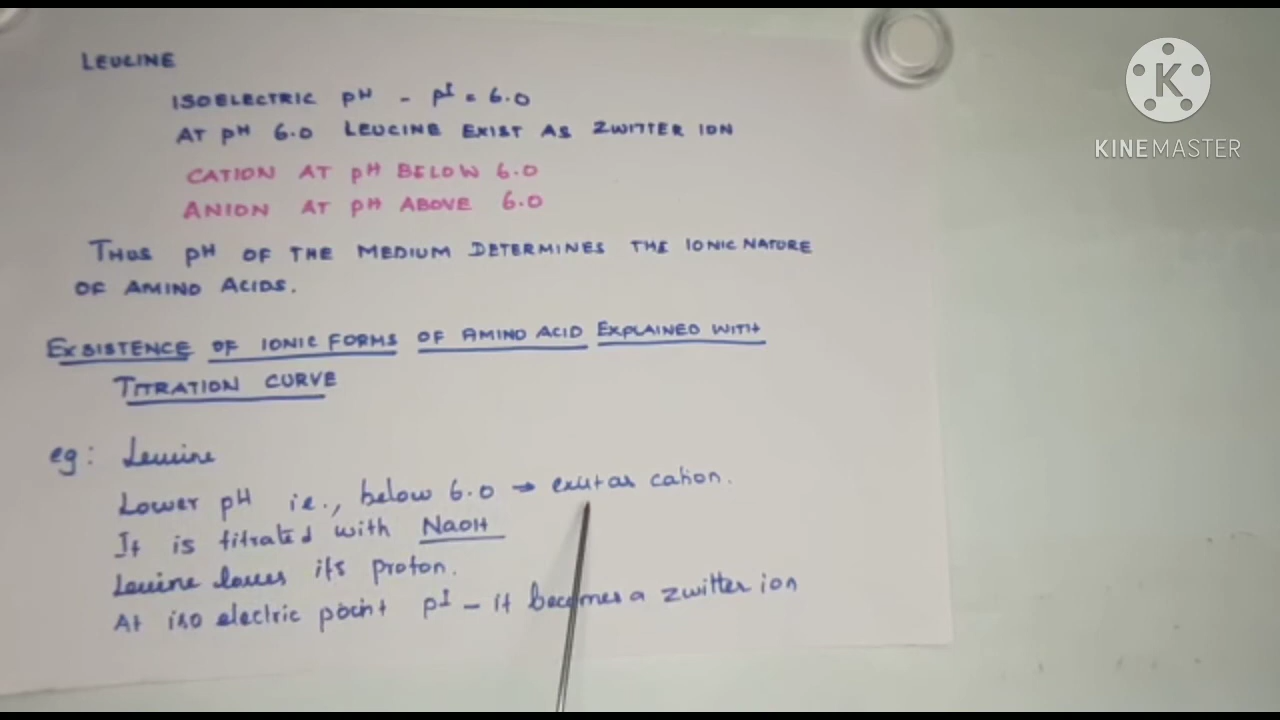 LEUCINE
ISOELECTRIC pH - pI = 6.0
AT pH 6.0 LEUCINE EXIST AS ZWITTER ION
CATION AT pH BELOW 6.0
ANION AT pH ABOVE 6.0
THUS pH OF THE MEDIUM DETERMINES THE IONIC NATURE
OF AMINO ACIDS.
EXSISTENCE OF IONIC FORMS OF AMINO ACID EXPLAINED WITH
TITRATION CURVE
eg: Leucine
Lower pH ie., below 6.0 → exist as cation.
It is titrated with NaOH
Leucine loses its proton.
At iso electric point pI - it becomes a zwitter ion
K
KINEMASTER